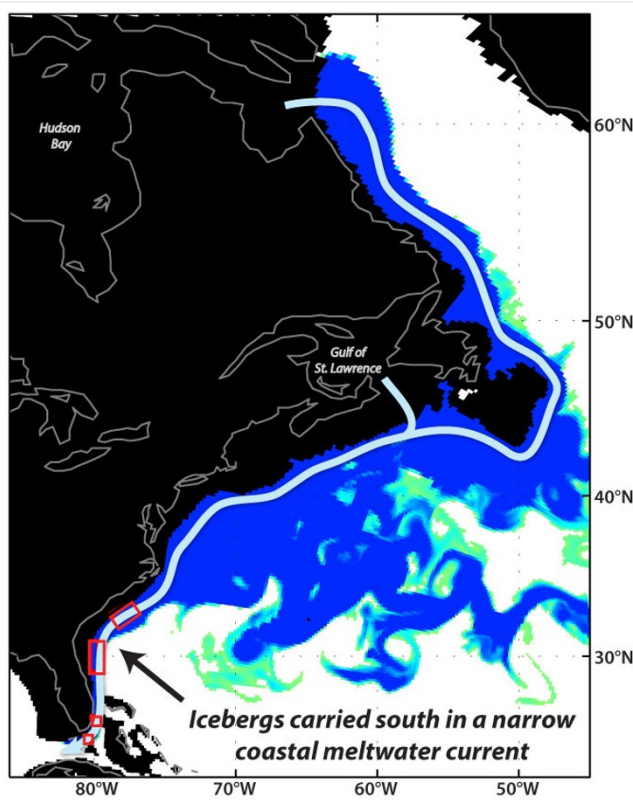 Hudson
Bay
60°N
50°N
Gulf of
St. Lawrence
40°N
30°N
Icebergs carried south in a narrow
coastal meltwater current
80°W 70°W 60°W 50°W